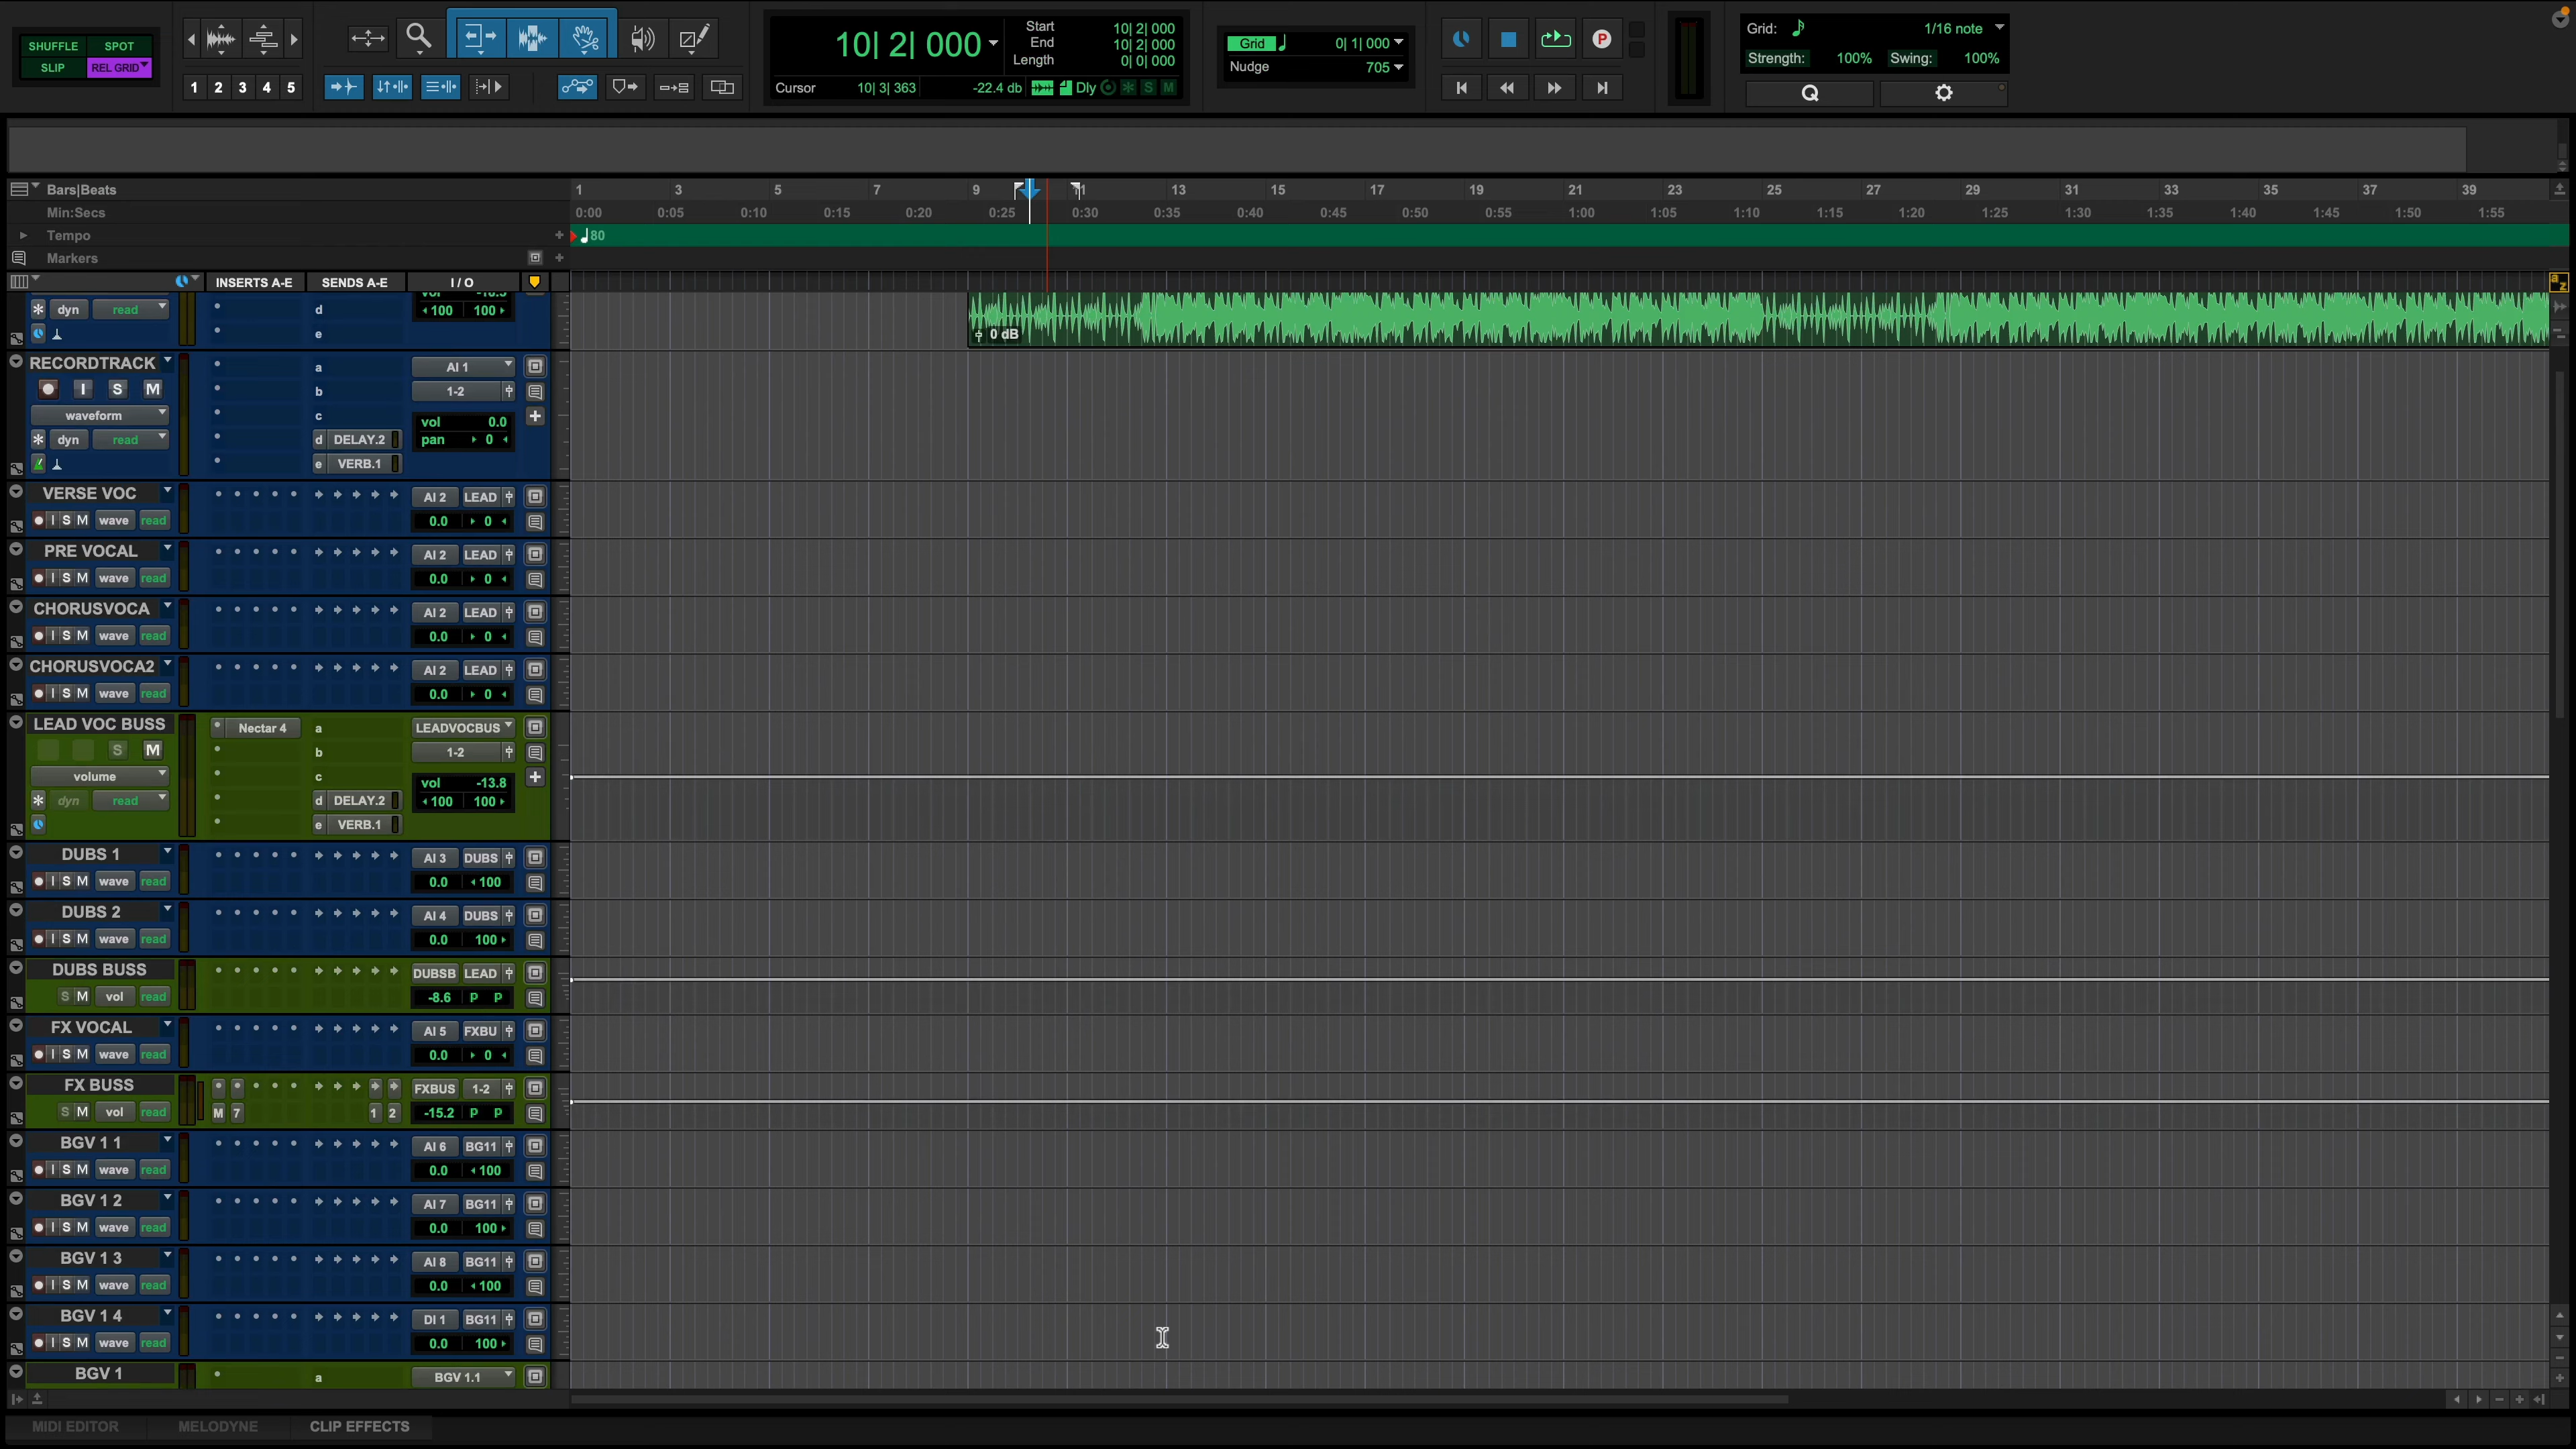 SHUFFLE SPOT
SLIP REL GRID
1 2 3 4 5
10| 2| 000
Start 10| 2| 000
End 10| 2| 000
Length 0| 0| 000
Cursor 10| 3| 363 -22.4 db Dly S M
Grid 0| 1| 000
Nudge 705
P
Grid: 1/16 note
Strength: 100% Swing: 100%
Q
Bars|Beats 1 3 5 7 9 11 13 15 17 19 21 23 25 27 29 31 33 35 37 39
Min:Secs 0:00 0:05 0:10 0:15 0:20 0:25 0:30 0:35 0:40 0:45 0:50 0:55 1:00 1:05 1:10 1:15 1:20 1:25 1:30 1:35 1:40 1:45 1:50 1:55
Tempo + 80
Markers +
INSERTS A-E SENDS A-E I / O
dyn read d 100 100
e 0 dB
RECORDTRACK a AI 1
I S M b 1-2
waveform c vol 0.0
dyn read d DELAY.2 pan 0
e VERB.1
VERSE VOC AI 2 LEAD
I S M wave read 0.0 0
PRE VOCAL AI 2 LEAD
I S M wave read 0.0 0
CHORUSVOCA AI 2 LEAD
I S M wave read 0.0 0
CHORUSVOCA2 AI 2 LEAD
I S M wave read 0.0 0
LEAD VOC BUSS Nectar 4 a LEADVOCBUS
S M b 1-2
volume c vol -13.8
dyn read d DELAY.2 100 100
e VERB.1
DUBS 1 AI 3 DUBS
I S M wave read 0.0 100
DUBS 2 AI 4 DUBS
I S M wave read 0.0 100
DUBS BUSS DUBSB LEAD
S M vol read -8.6 P P
FX VOCAL AI 5 FXBU
I S M wave read 0.0 0
FX BUSS FXBUS 1-2
S M vol read M 7 1 2 -15.2 P P
BGV 1 1 AI 6 BG11
I S M wave read 0.0 100
BGV 1 2 AI 7 BG11
I S M wave read 0.0 100
BGV 1 3 AI 8 BG11
I S M wave read 0.0 100
BGV 1 4 DI 1 BG11
I S M wave read 0.0 100
BGV 1 a BGV 1.1
MIDI EDITOR MELODYNE CLIP EFFECTS